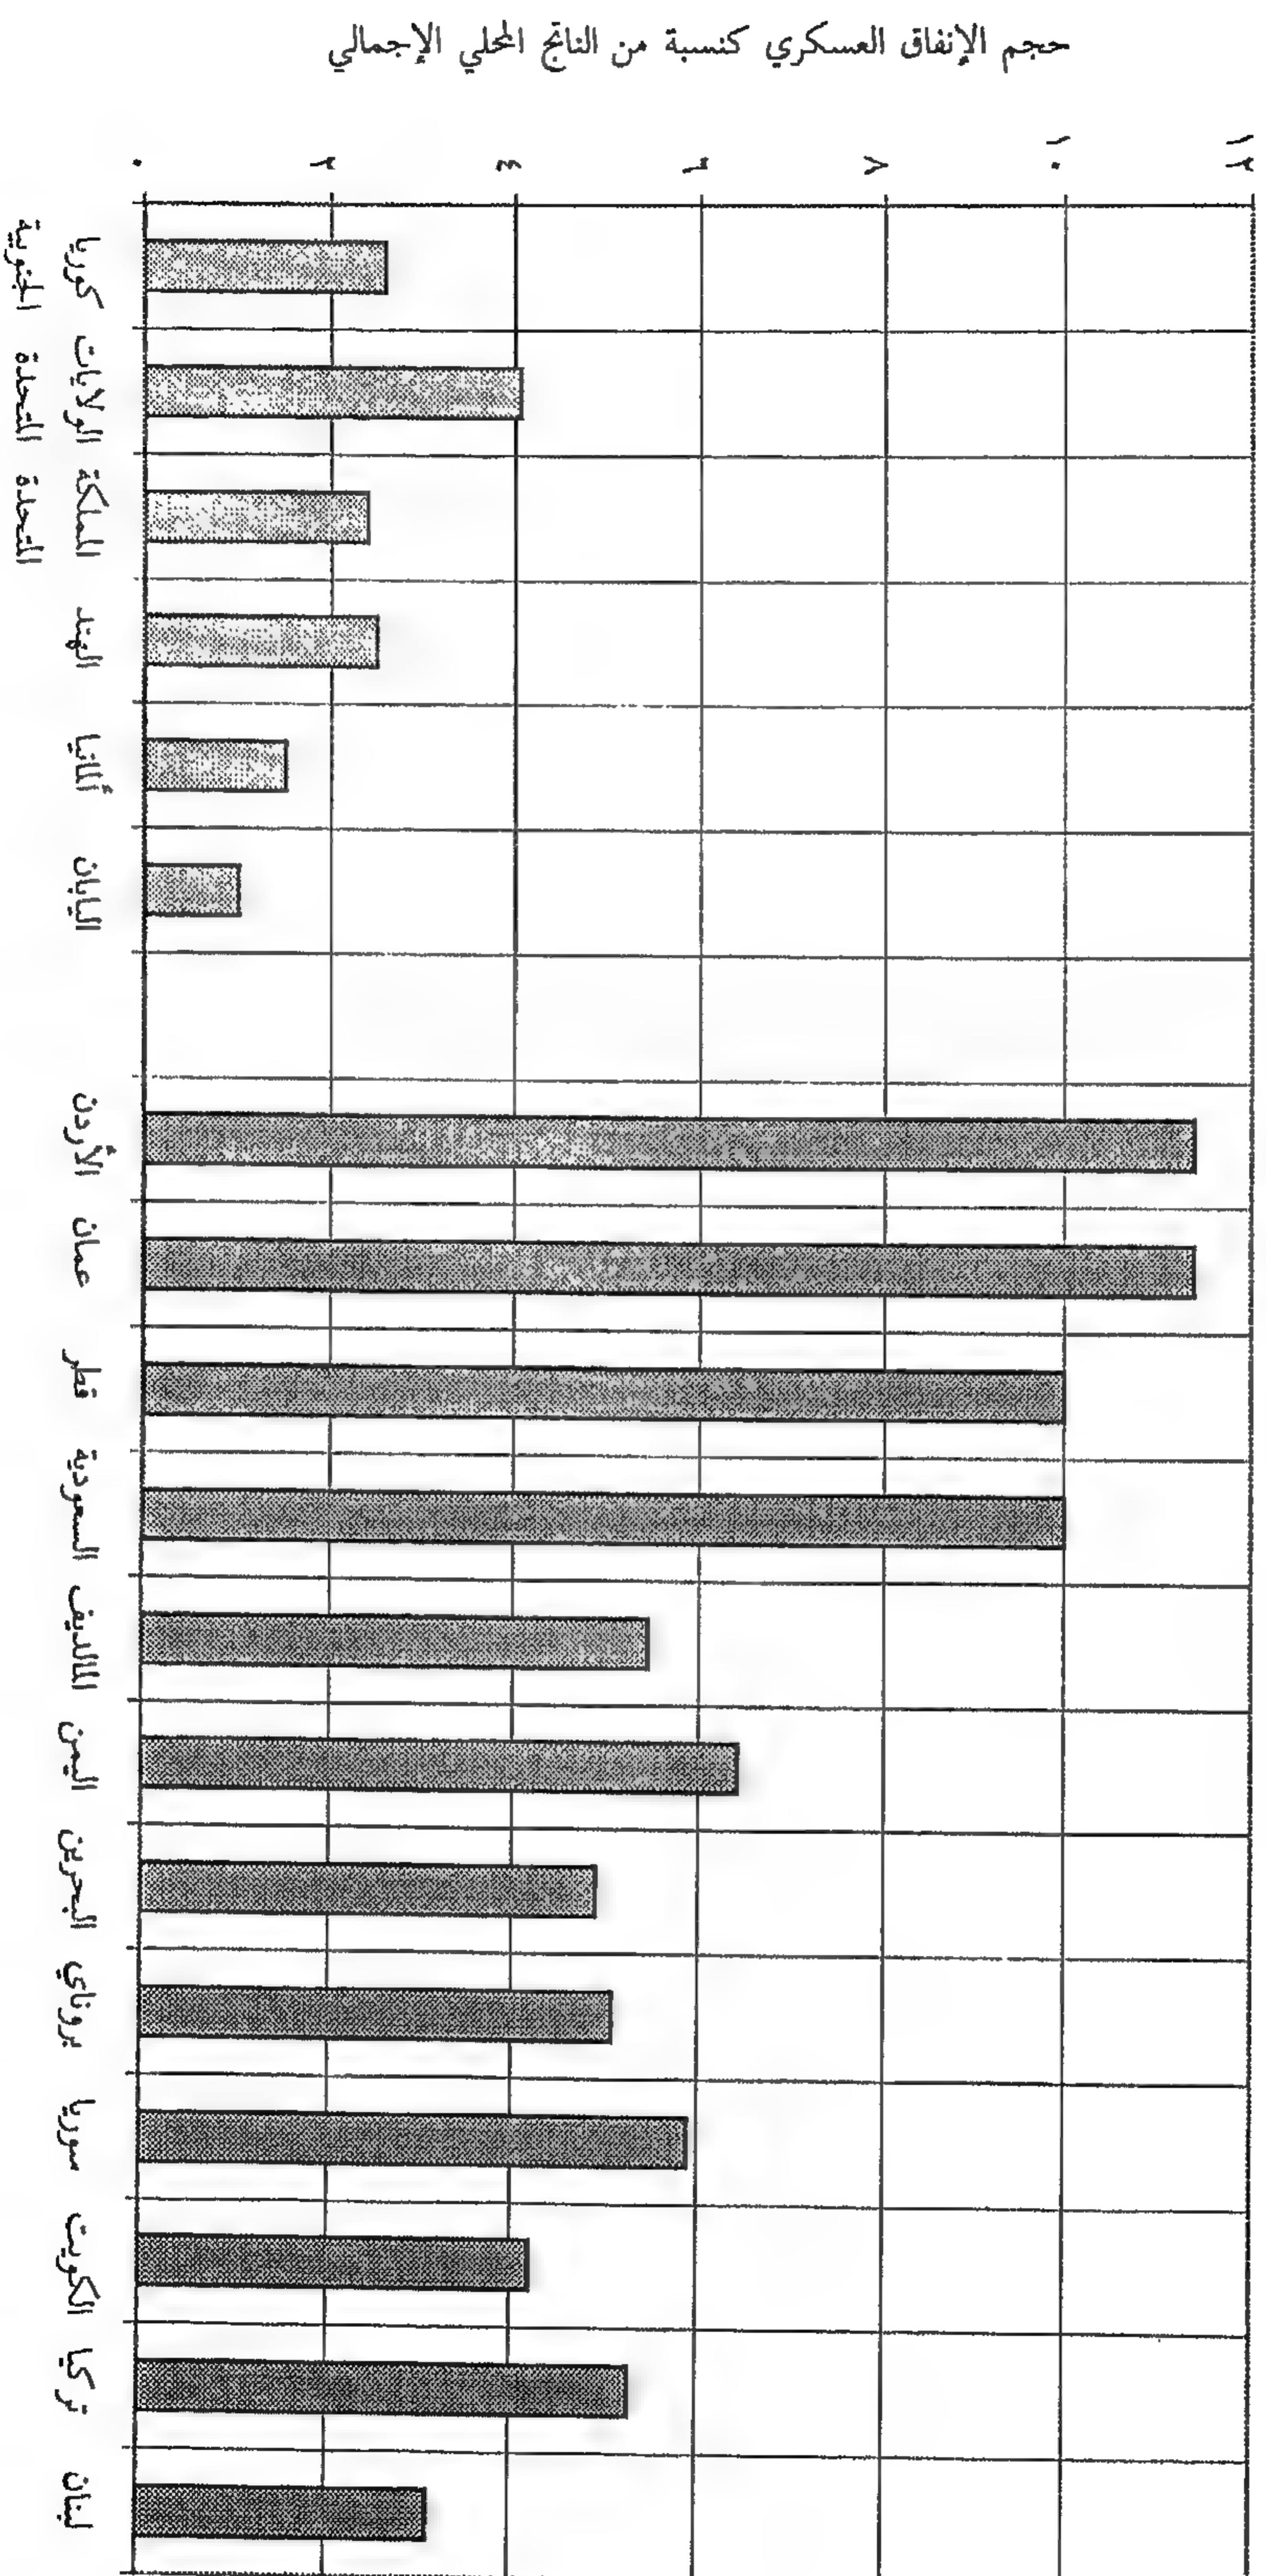 حجم الإنفاق العسكري كنسبة من الناتج المحلي الإجمالي
٠
٢
٤
٦
٨
١٠
١٢
كوريا
الجنوبية
الولايات
المتحدة
المملكة
المتحدة
الهند
ألمانيا
اليابان
الأردن
عمان
قطر
السعودية
المالديف
اليمن
البحرين
بروناي
سوريا
الكويت
تركيا
لبنان